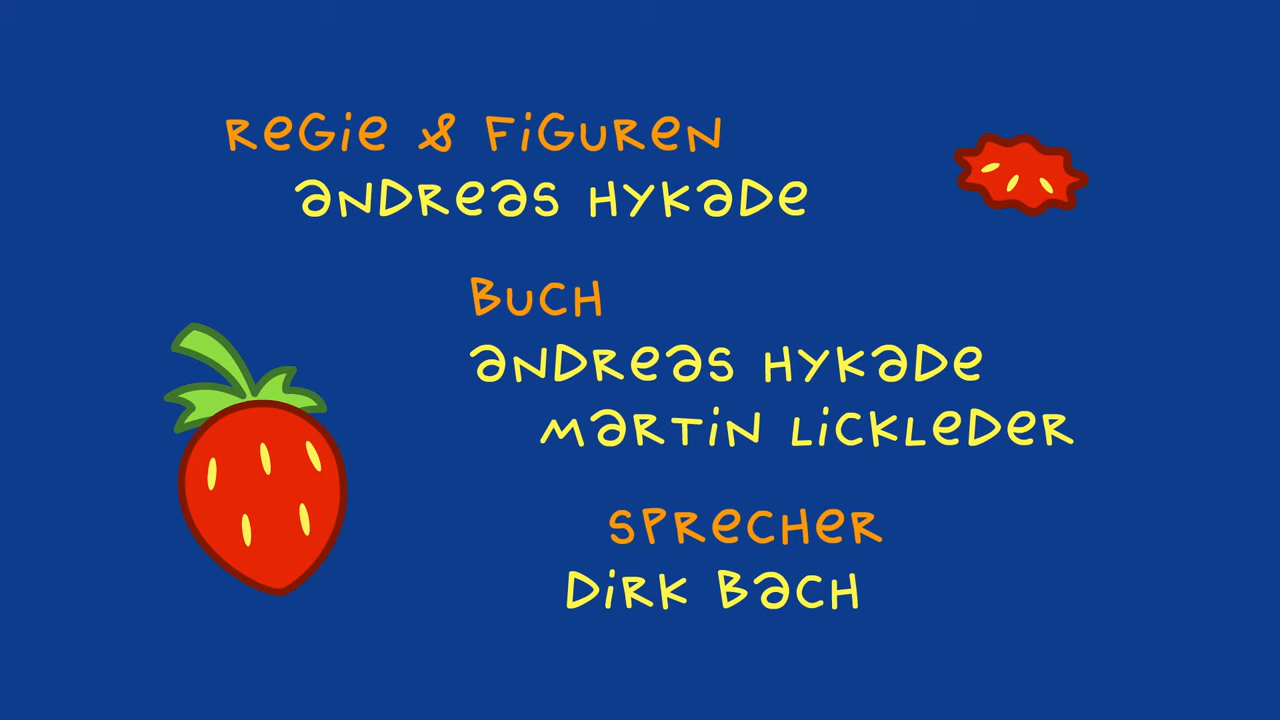 Regie & Figuren
Andreas Hykade
Buch
Andreas Hykade
Martin Lickleder
Sprecher
Dirk Bach